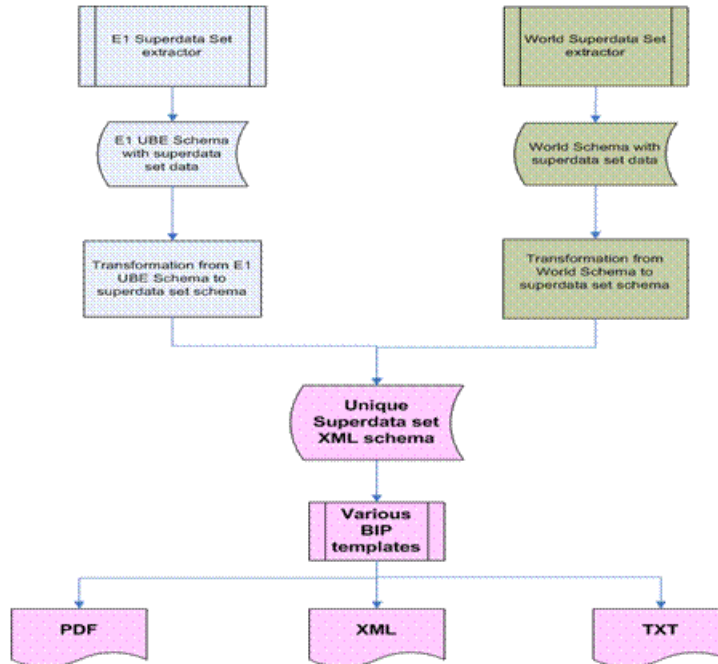 E1 Superdata Set
extractor
World Superdata Set
extractor
E1 UBE Schema
with superdata
set data
World Schema with
superdata set data
Transformation from E1
UBE Schema to
superdata set schema
Transformation from
World Schema to
superdata set schema
Unique
Superdata set
XML schema
Various
BIP
templates
PDF
XML
TXT